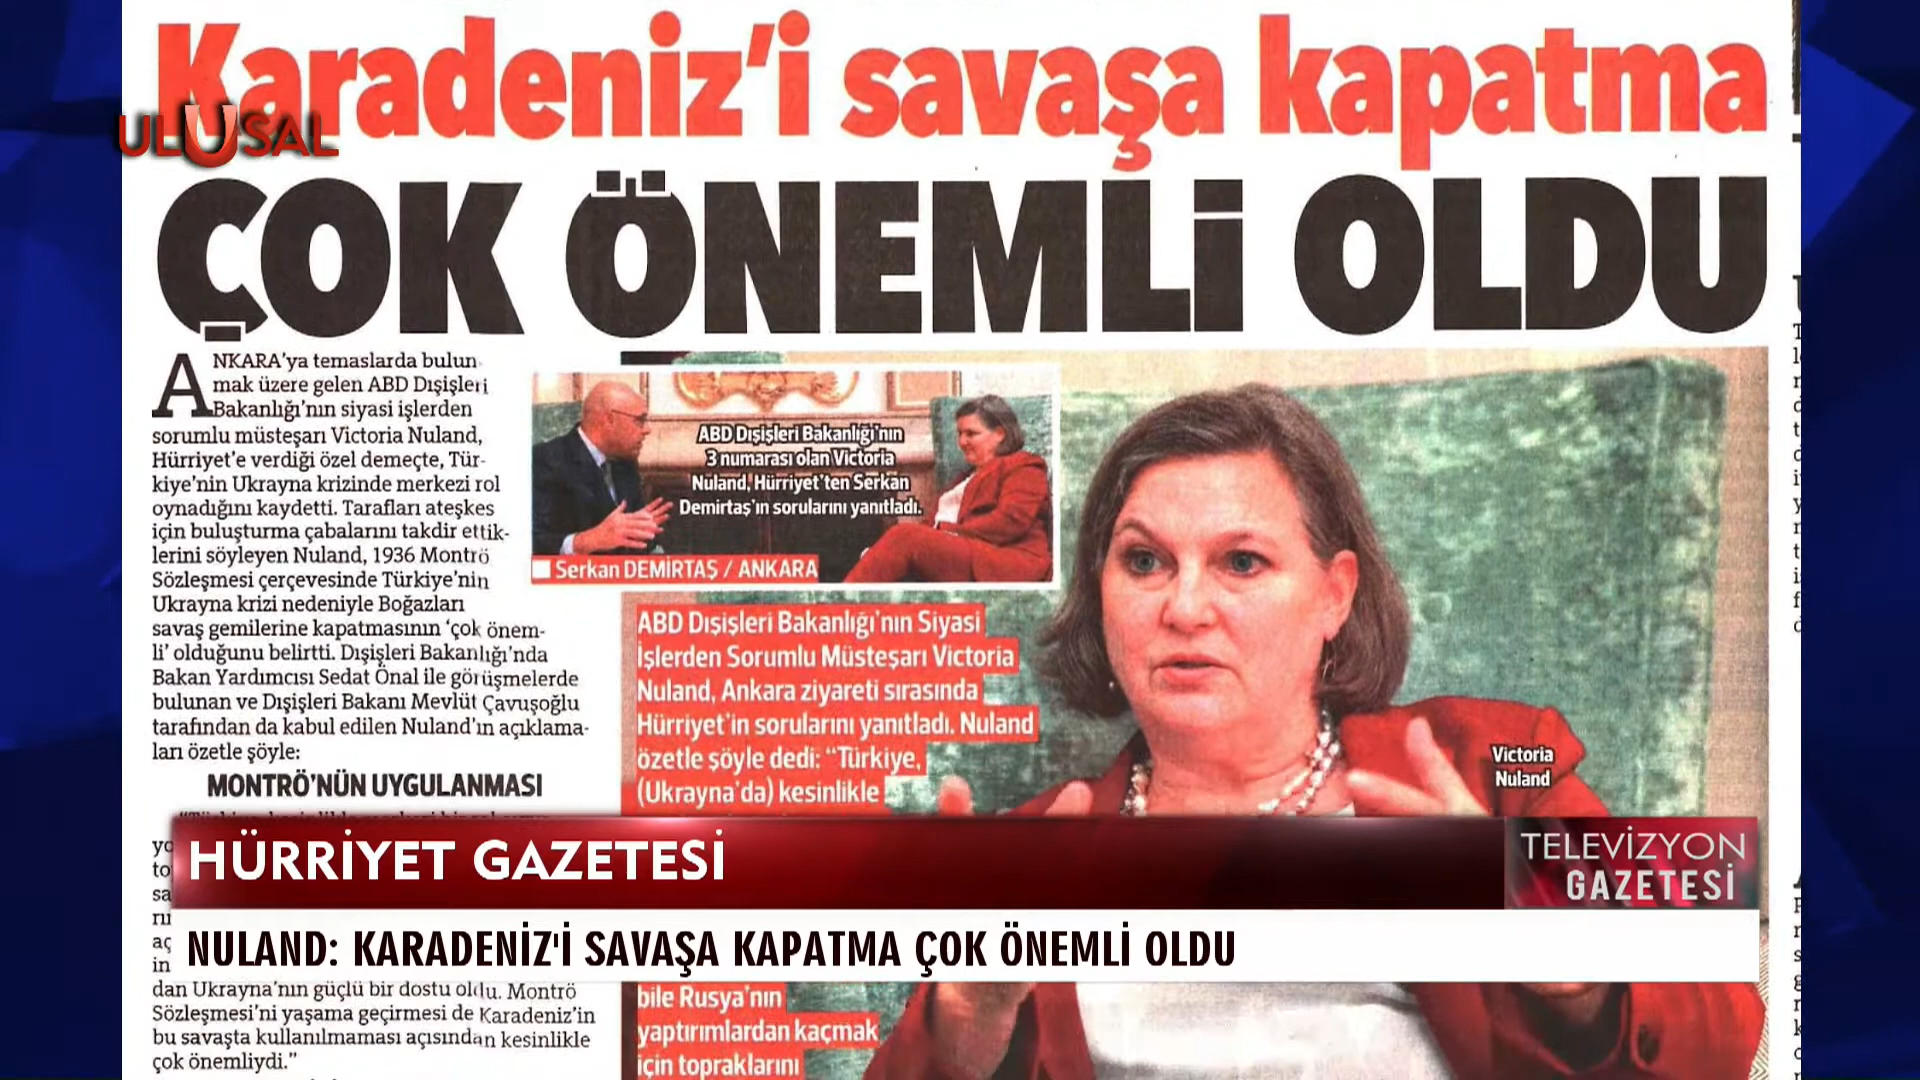 Karadeniz'i savaşa kapatma
ULUSAL
ÇOK ÖNEMLİ OLDU
ANKARA'ya temaslarda bulun-
mak üzere gelen ABD Dışişleri
Bakanlığı'nın siyasi işlerden
sorumlu müsteşarı Victoria Nuland,
Hürriyet'e verdiği özel demeçte, Tür-
kiye'nin Ukrayna krizinde merkezi rol
oynadığını kaydetti. Tarafları ateşkes
için buluşturma çabalarını takdir ettik-
lerini söyleyen Nuland, 1936 Montrö
Sözleşmesi çerçevesinde Türkiye'nin
Ukrayna krizi nedeniyle Boğazları
savaş gemilerine kapatmasının 'çok önem-
li' olduğunu belirtti. Dışişleri Bakanlığı'nda
Bakan Yardımcısı Sedat Önal ile görüşmelerde
bulunan ve Dışişleri Bakanı Mevlüt Çavuşoğlu
tarafından da kabul edilen Nuland'ın açıklama-
ları özetle şöyle:
MONTRÖ'NÜN UYGULANMASI
dan Ukrayna'nın güçlü bir dostu oldu. Montrö
Sözleşmesi'ni yaşama geçirmesi de Karadeniz'in
bu savaşta kullanılmaması açısından kesinlikle
çok önemliydi."
ABD Dışişleri Bakanlığı'nın
3 numarası olan Victoria
Nuland, Hürriyet'ten Serkan
Demirtaş'ın sorularını yanıtladı.
Serkan DEMİRTAŞ / ANKARA
ABD Dışişleri Bakanlığı'nın Siyasi
İşlerden Sorumlu Müsteşarı Victoria
Nuland, Ankara ziyareti sırasında
Hürriyet'in sorularını yanıtladı. Nuland
özetle şöyle dedi: "Türkiye,
(Ukrayna'da) kesinlikle
bile Rusya'nın
yaptırımlardan kaçmak
için topraklarını
Victoria
Nuland
HÜRRİYET GAZETESİ
TELEVİZYON
GAZETESİ
NULAND: KARADENİZ'İ SAVAŞA KAPATMA ÇOK ÖNEMLİ OLDU